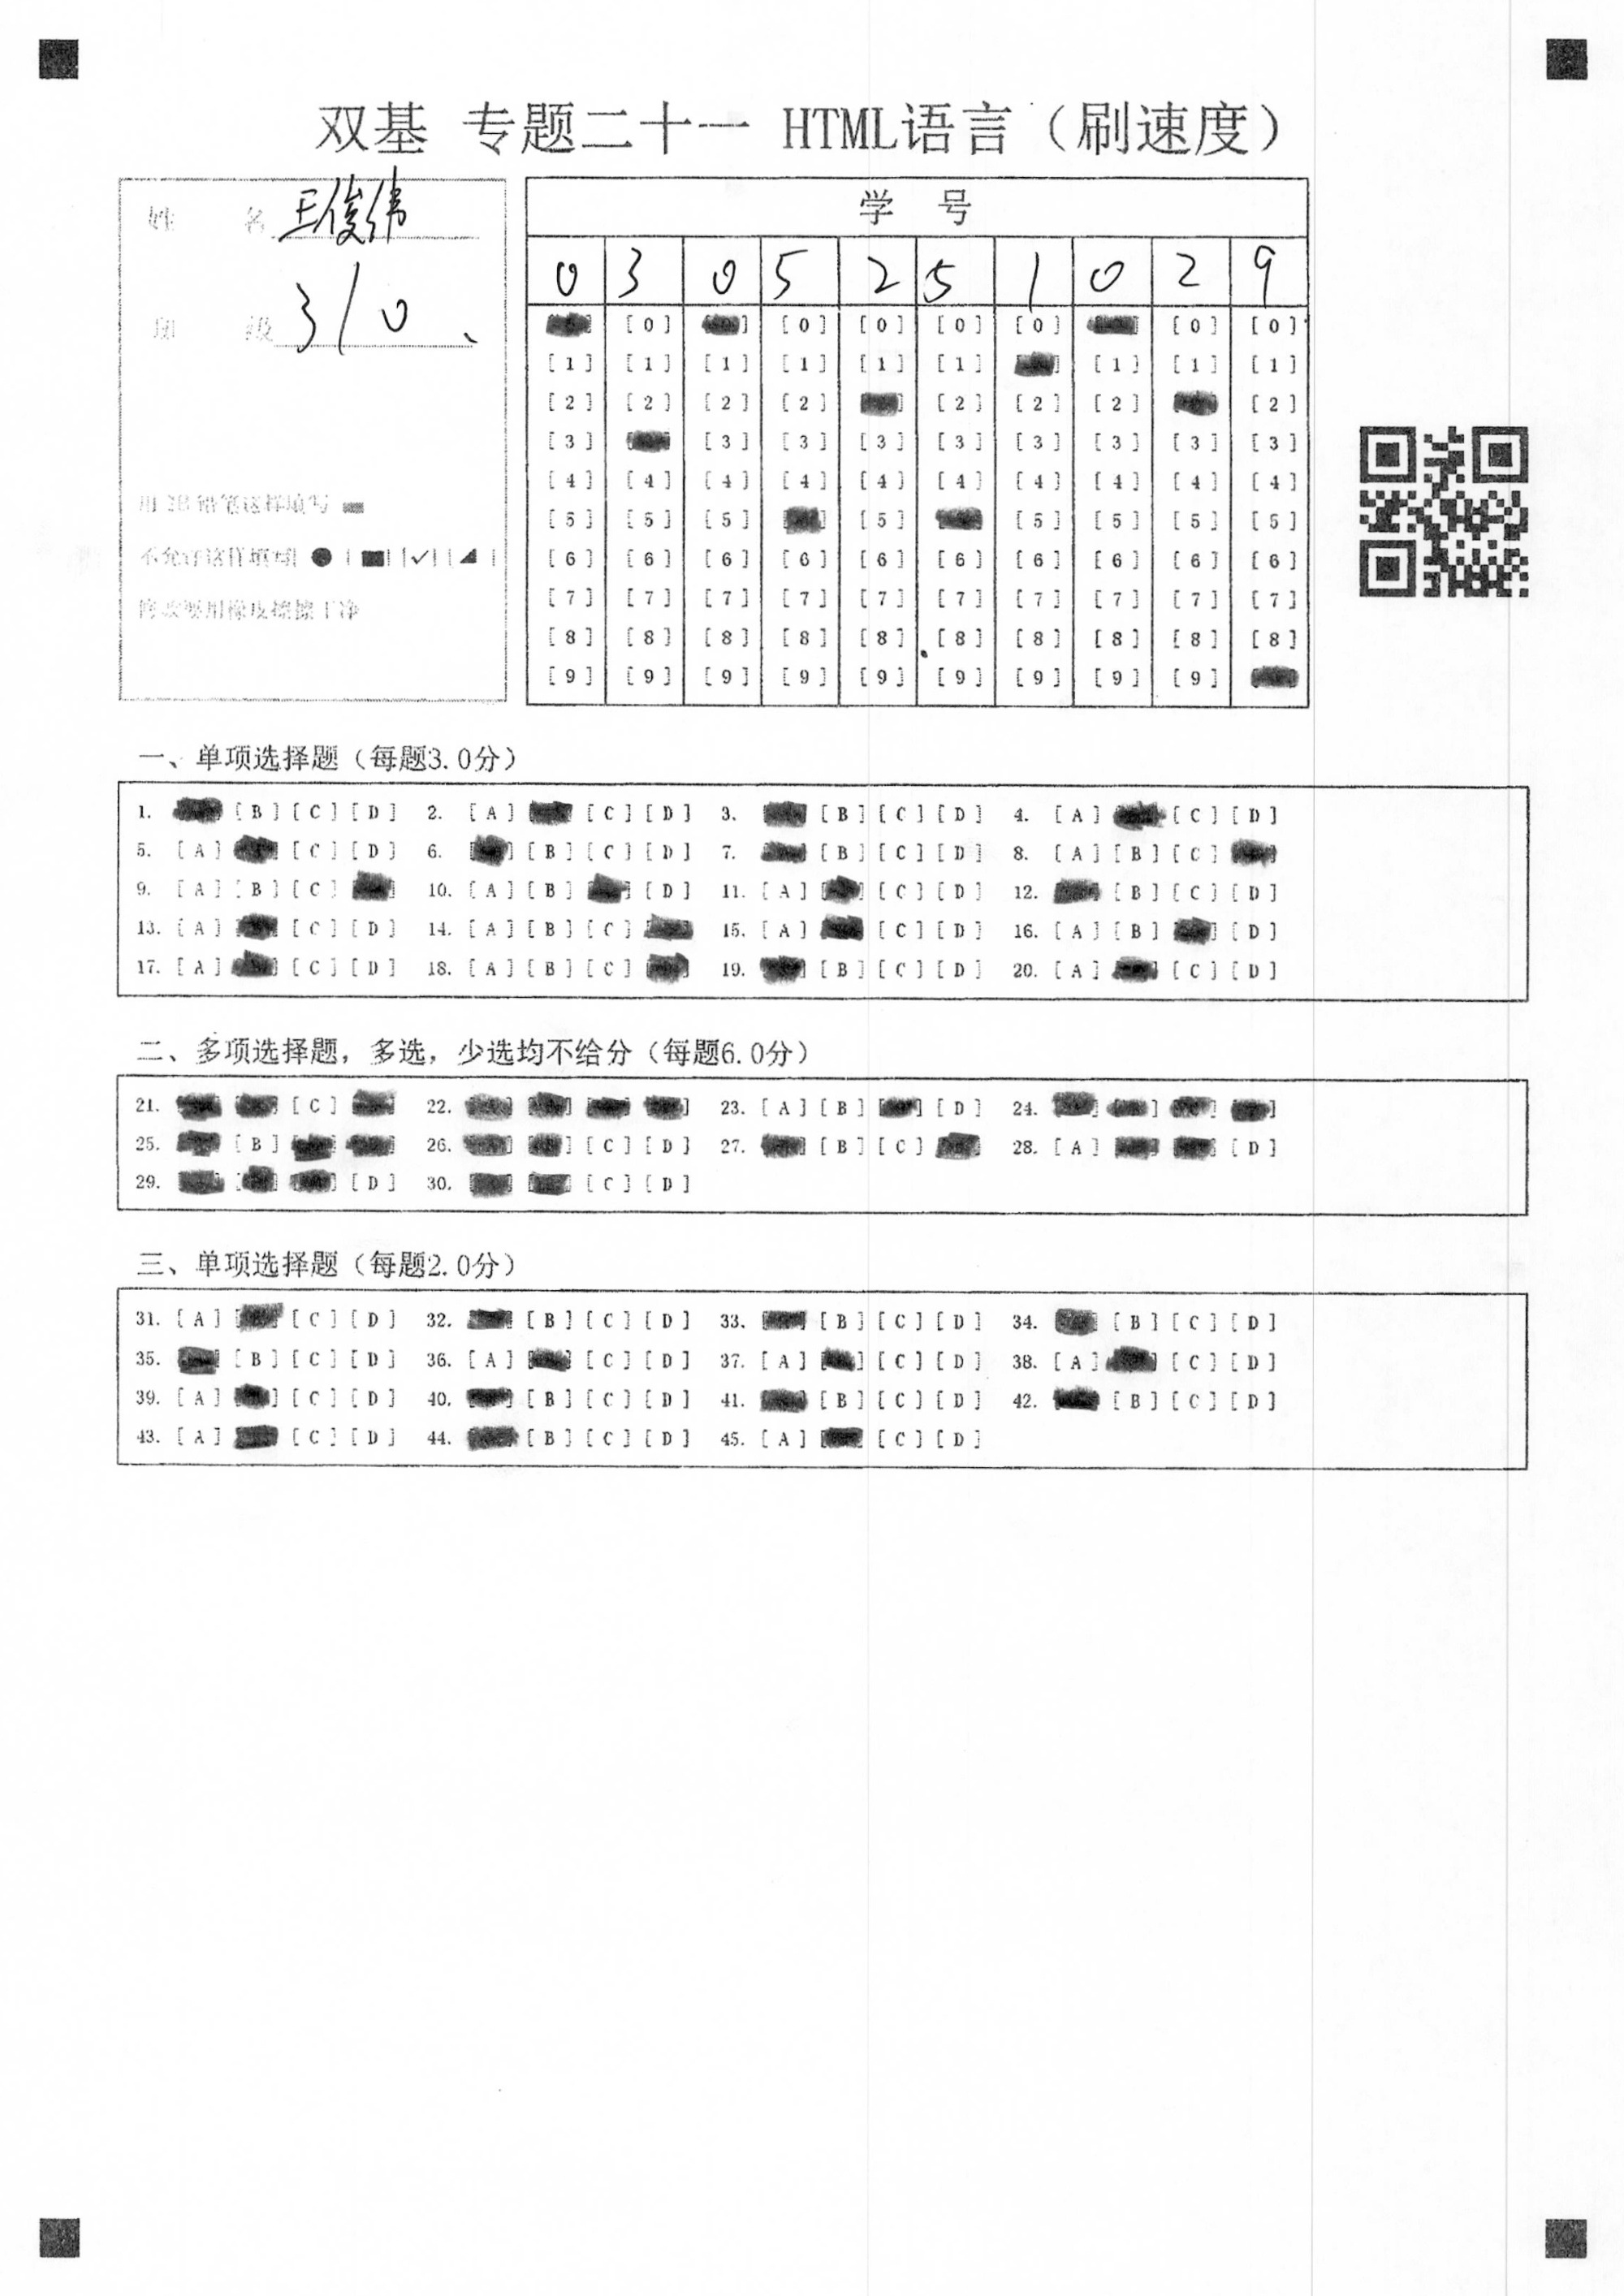 双基 专题二十一 HTML语言（刷速度）
姓 名 王俊伟
班 级 310
用2B铅笔这样填写
不允许这样填写
修改要用橡皮擦擦干净
学 号
0 3 0 5 2 5 1 0 2 9
[0] [0] [0] [0] [0] [0] [0]
[1] [1] [1] [1] [1] [1] [1] [1] [1]
[2] [2] [2] [2] [2] [2] [2] [2]
[3] [3] [3] [3] [3] [3] [3] [3] [3]
[4] [4] [4] [4] [4] [4] [4] [4] [4] [4]
[5] [5] [5] [5] [5] [5] [5] [5]
[6] [6] [6] [6] [6] [6] [6] [6] [6] [6]
[7] [7] [7] [7] [7] [7] [7] [7] [7] [7]
[8] [8] [8] [8] [8] [8] [8] [8] [8] [8]
[9] [9] [9] [9] [9] [9] [9] [9] [9]
一、单项选择题（每题3.0分）
1. [B] [C] [D] 2. [A] [C] [D] 3. [B] [C] [D] 4. [A] [C] [D]
5. [A] [C] [D] 6. [B] [C] [D] 7. [B] [C] [D] 8. [A] [B] [C]
9. [A] [B] [C] 10. [A] [B] [D] 11. [A] [C] [D] 12. [B] [C] [D]
13. [A] [C] [D] 14. [A] [B] [C] 15. [A] [C] [D] 16. [A] [B] [D]
17. [A] [C] [D] 18. [A] [B] [C] 19. [B] [C] [D] 20. [A] [C] [D]
二、多项选择题，多选，少选均不给分（每题6.0分）
21. [C] 22. 23. [A] [B] [D] 24.
25. [B] 26. [C] [D] 27. [B] [C] 28. [A] [D]
29. [D] 30. [C] [D]
三、单项选择题（每题2.0分）
31. [A] [C] [D] 32. [B] [C] [D] 33. [B] [C] [D] 34. [B] [C] [D]
35. [B] [C] [D] 36. [A] [C] [D] 37. [A] [C] [D] 38. [A] [C] [D]
39. [A] [C] [D] 40. [B] [C] [D] 41. [B] [C] [D] 42. [B] [C] [D]
43. [A] [C] [D] 44. [B] [C] [D] 45. [A] [C] [D]